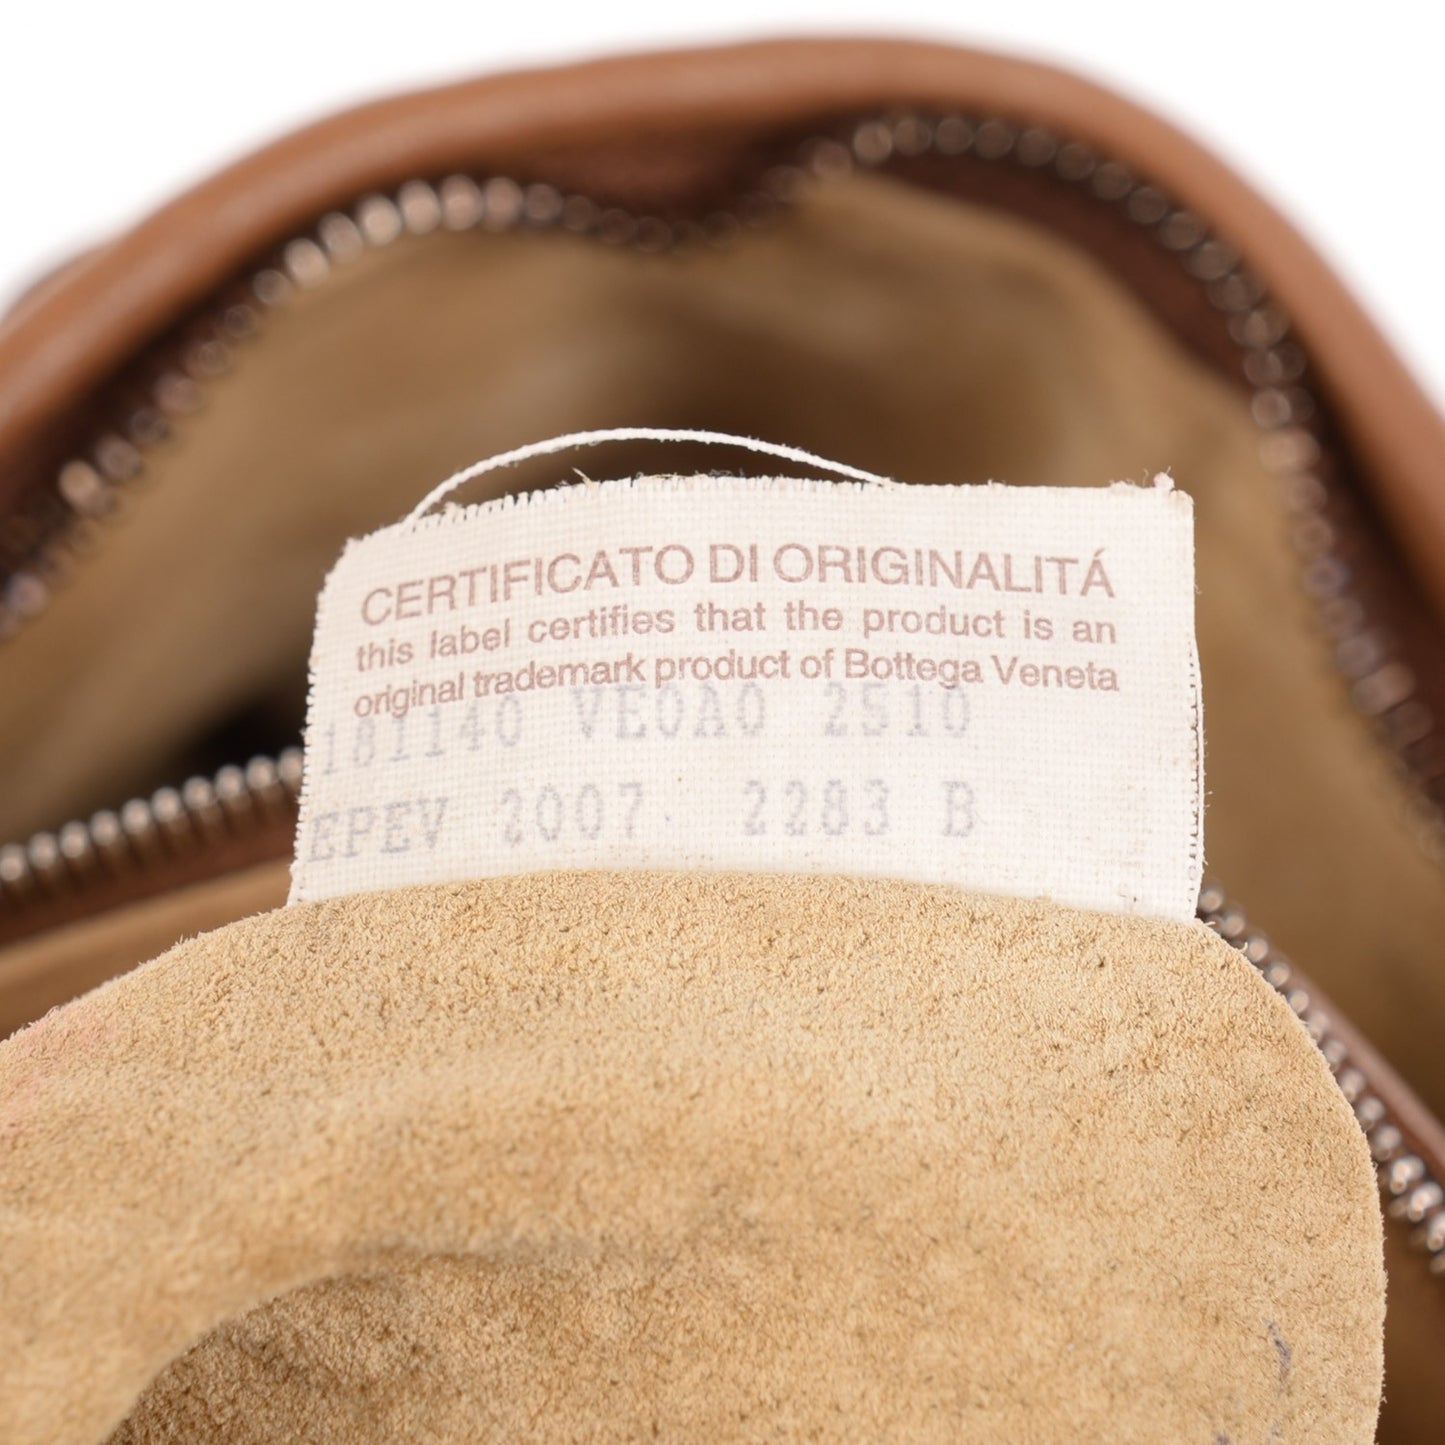 CERTIFICATO DI ORIGINALITÁ
this label certifies that the product is an
original trademark product of Bottega Veneta
181140 VE0A0 2510
EPEV 2007. 2283 B